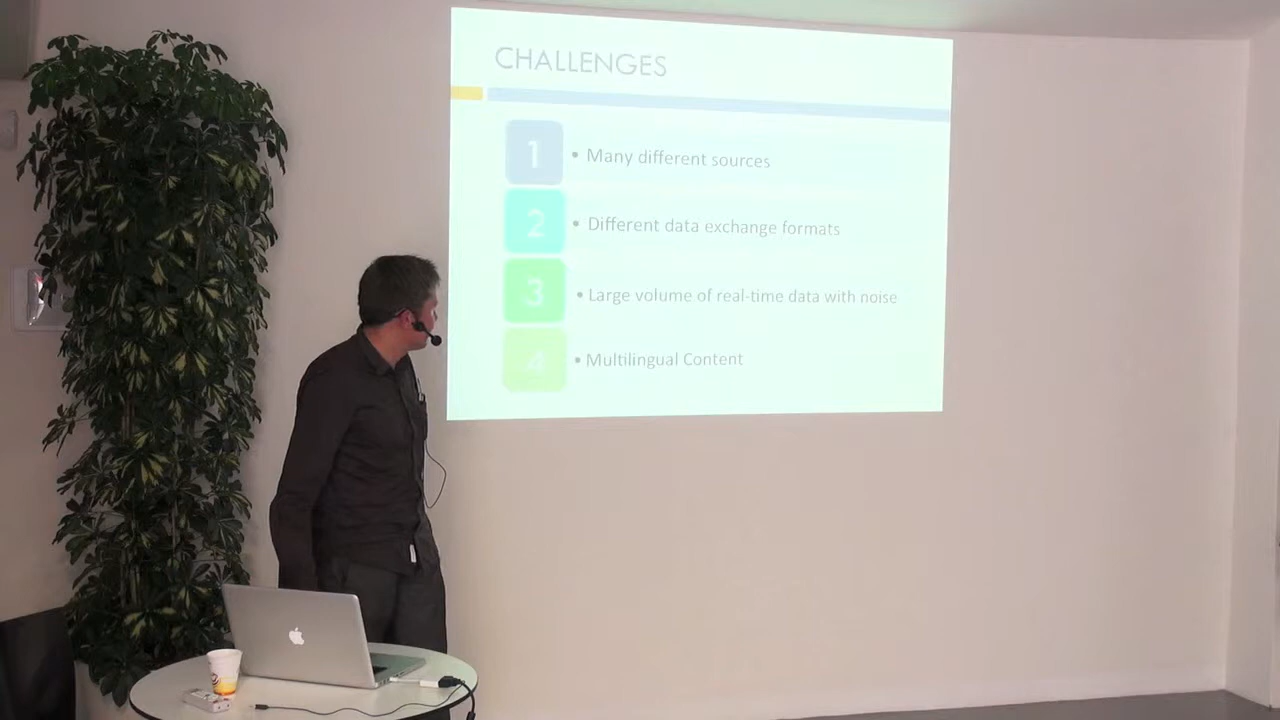 CHALLENGES
1 • Many different sources
2 • Different data exchange formats
3 • Large volume of real-time data with noise
4 • Multilingual Content